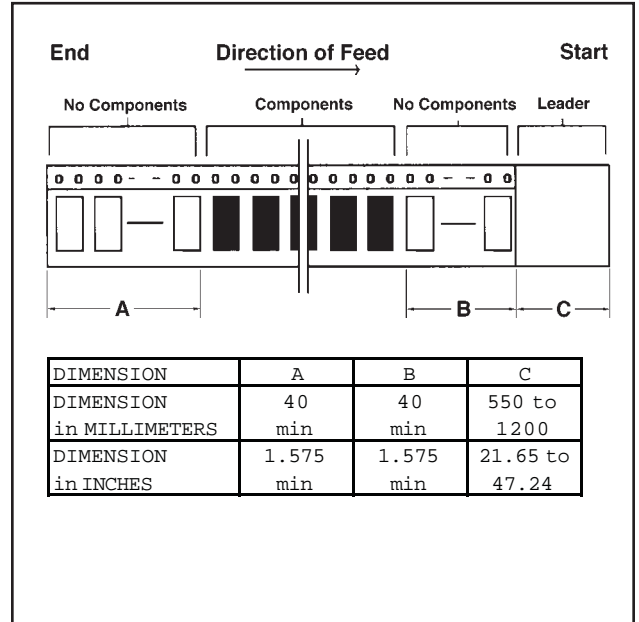 End Direction of Feed Start
No Components Components No Components Leader
A B C
DIMENSION A B C
DIMENSION 40 40 550 to
in MILLIMETERS min min 1200
DIMENSION 1.575 1.575 21.65 to
in INCHES min min 47.24